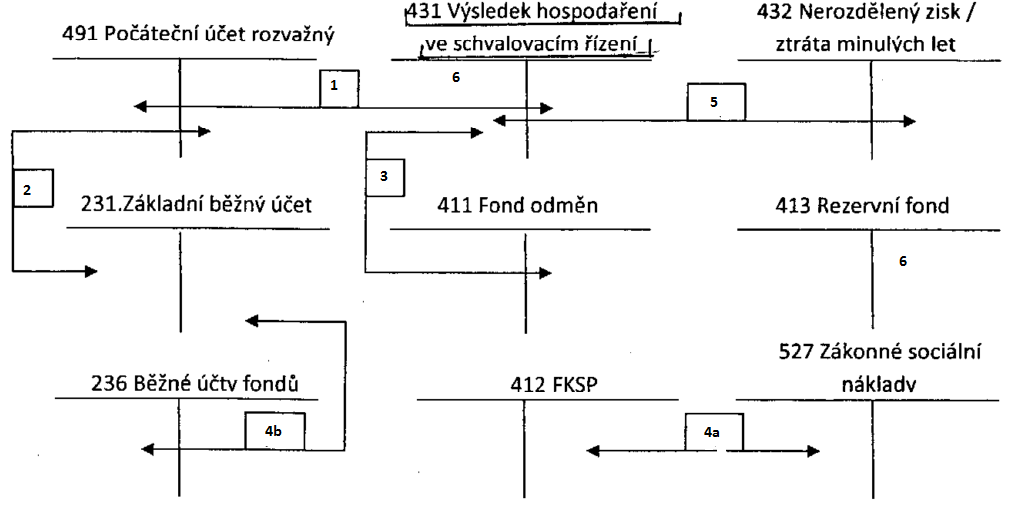 491 Počáteční účet rozvažný
431 Výsledek hospodaření
ve schvalovacím řízení
432 Nerozdělený zisk /
ztráta minulých let
1
6
5
2
3
231.Základní běžný účet
411 Fond odměn
413 Rezervní fond
6
236 Běžné účtv fondů
412 FKSP
527 Zákonné sociální
nákladv
4b
4a